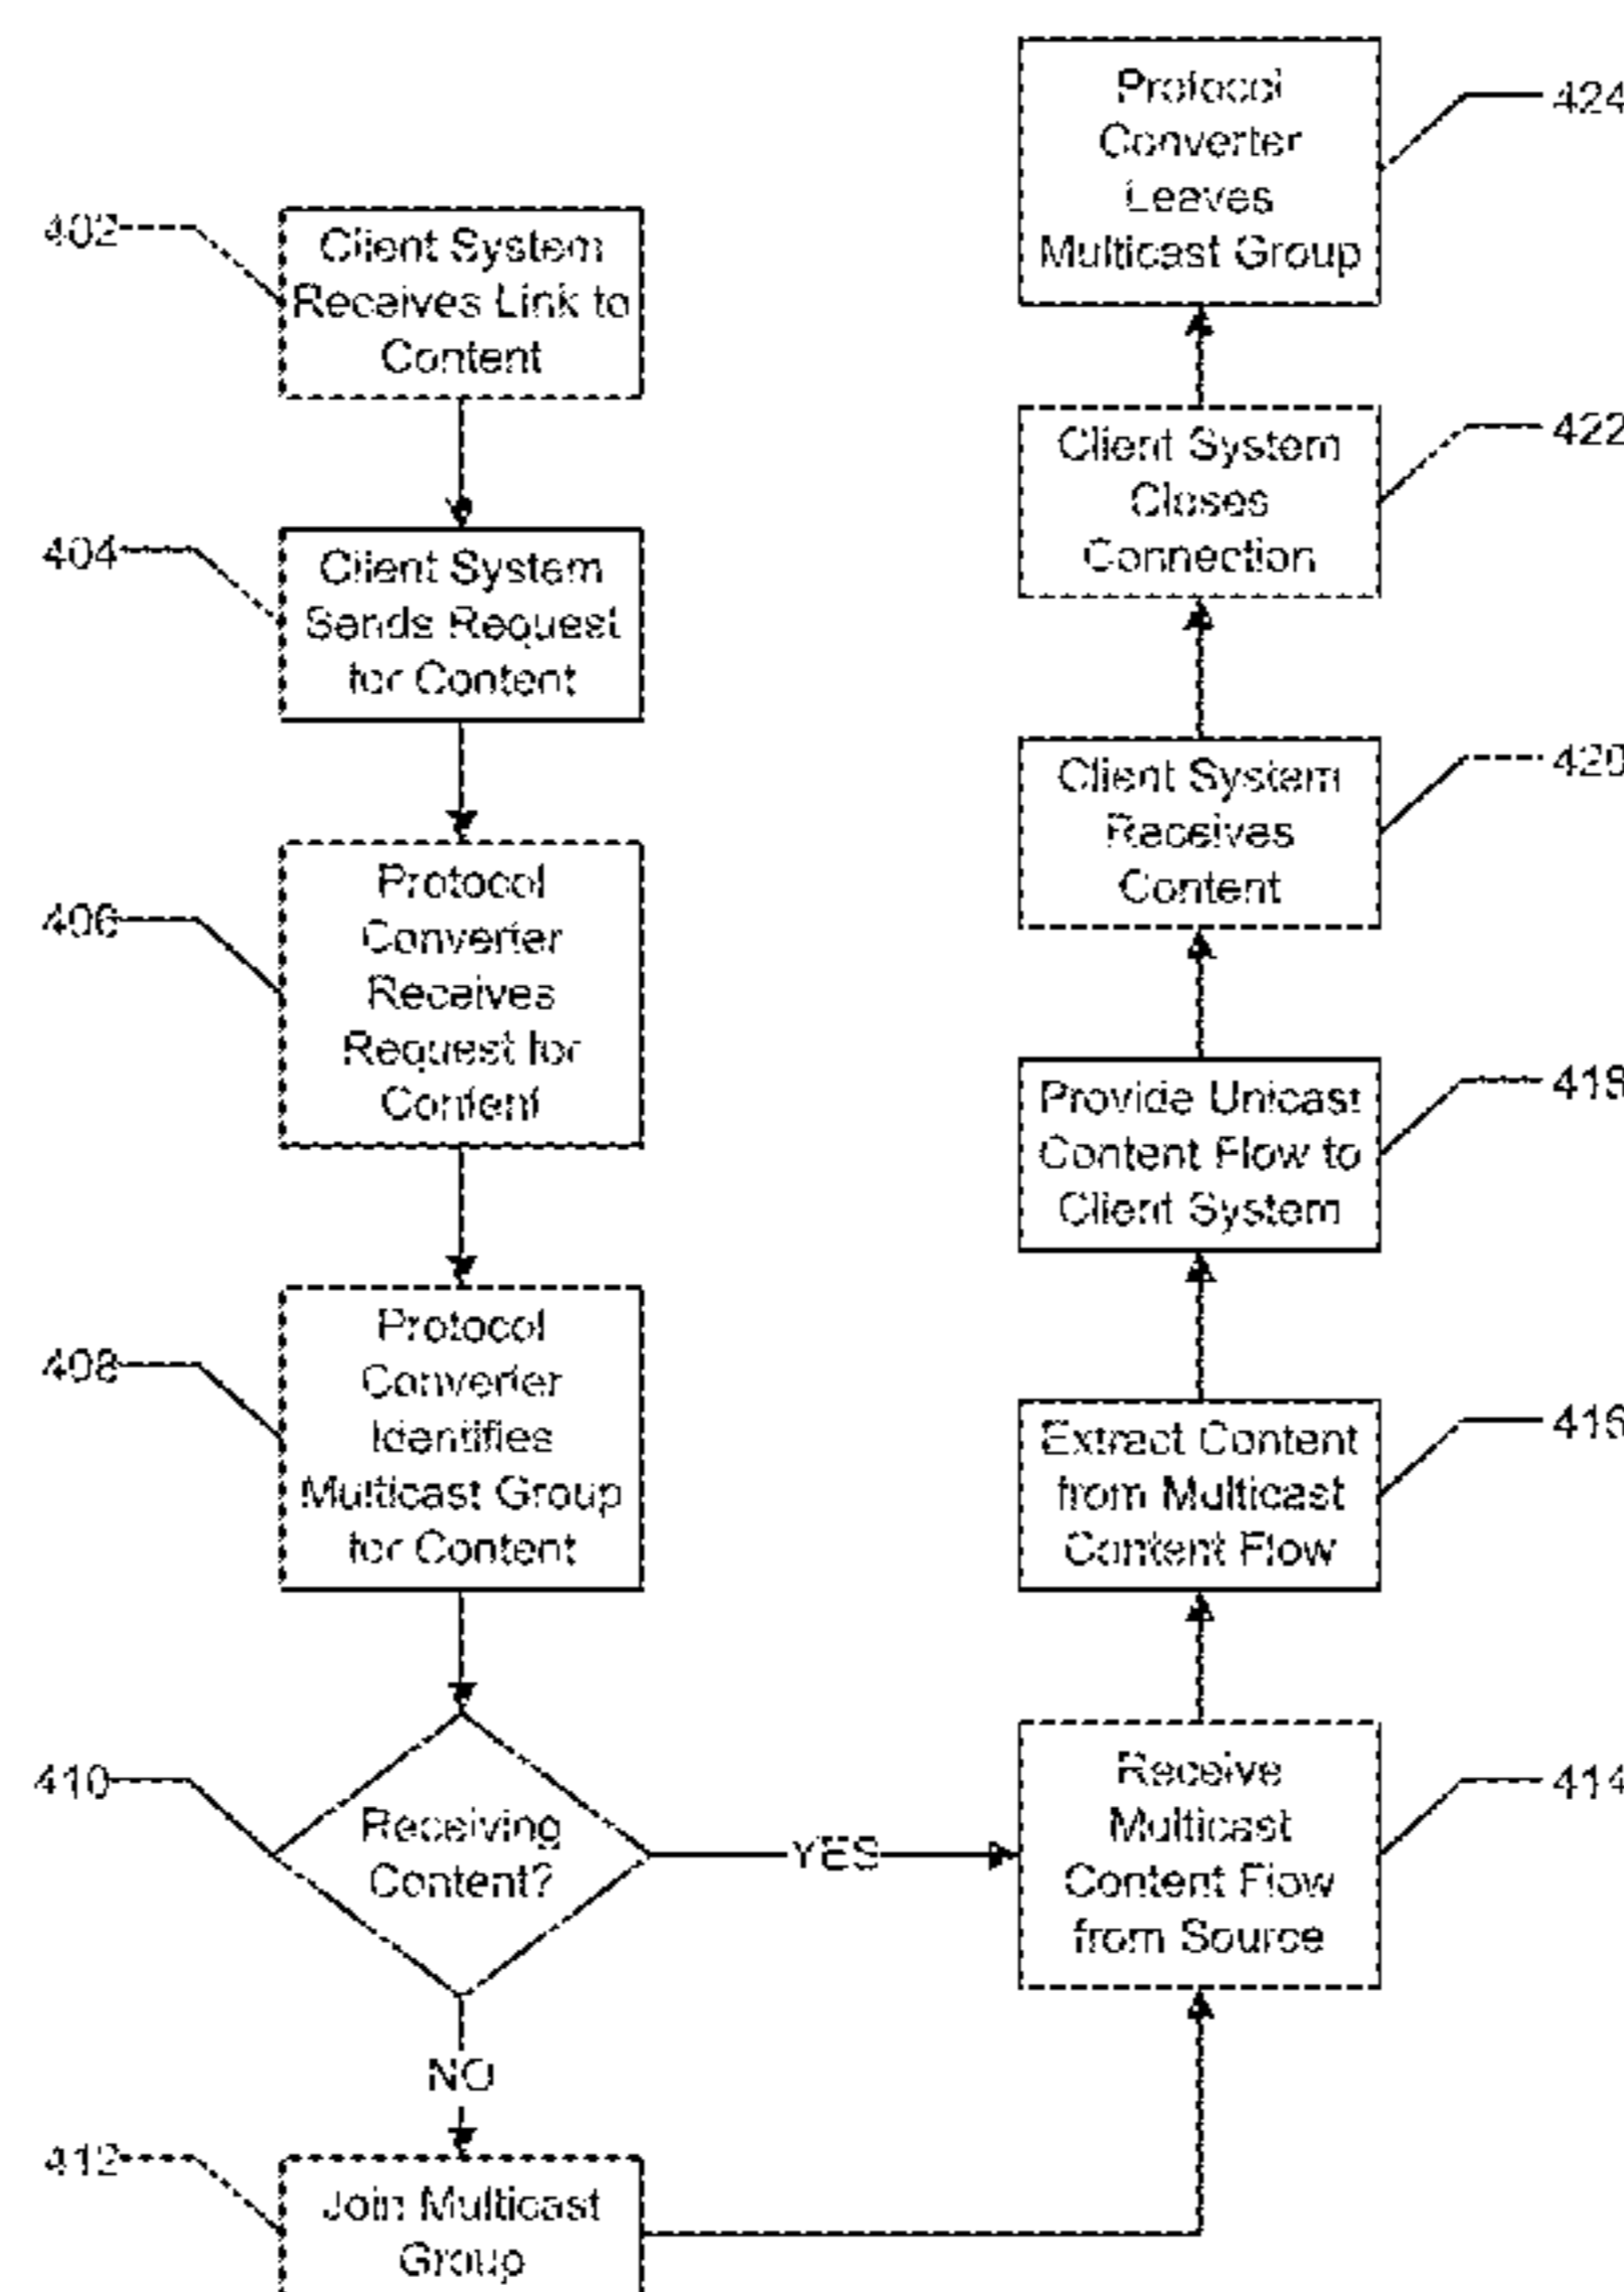 402
Client System
Receives Link to
Content
404
Client System
Sends Request
for Content
406
Protocol
Converter
Receives
Request for
Content
408
Protocol
Converter
Identifies
Multicast Group
for Content
410
Receiving
Content?
YES
NO
412
Join Multicast
Group
414
Receive
Multicast
Content Flow
from Source
416
Extract Content
from Multicast
Content Flow
418
Provide Unicast
Content Flow to
Client System
420
Client System
Receives
Content
422
Client System
Closes
Connection
424
Protocol
Converter
Leaves
Multicast Group